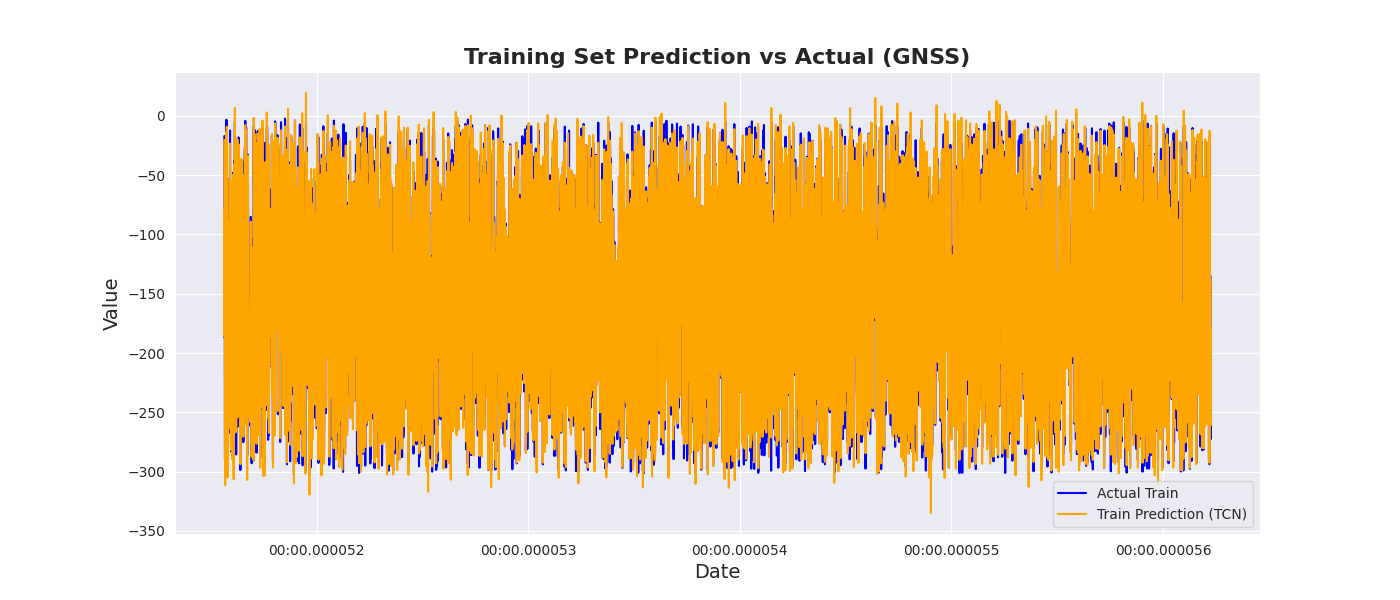 Training Set Prediction vs Actual (GNSS)
Value
0
−50
−100
−150
−200
−250
−300
−350
Actual Train
Train Prediction (TCN)
00:00.000052 00:00.000053 00:00.000054 00:00.000055 00:00.000056
Date